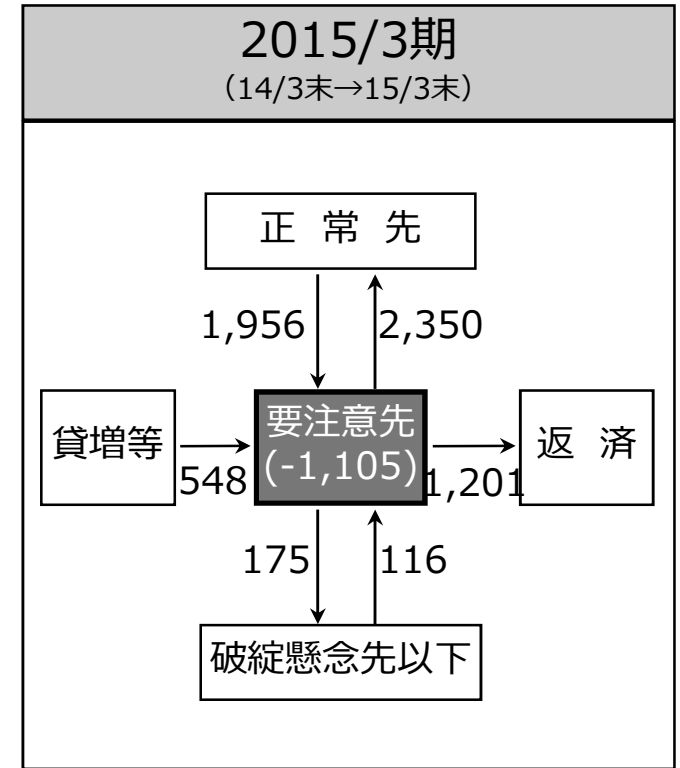 2015/3期
（14/3末→15/3末）
正 常 先
1,956
2,350
貸増等
548
要注意先
(-1,105)
1,201
返 済
175
116
破綻懸念先以下